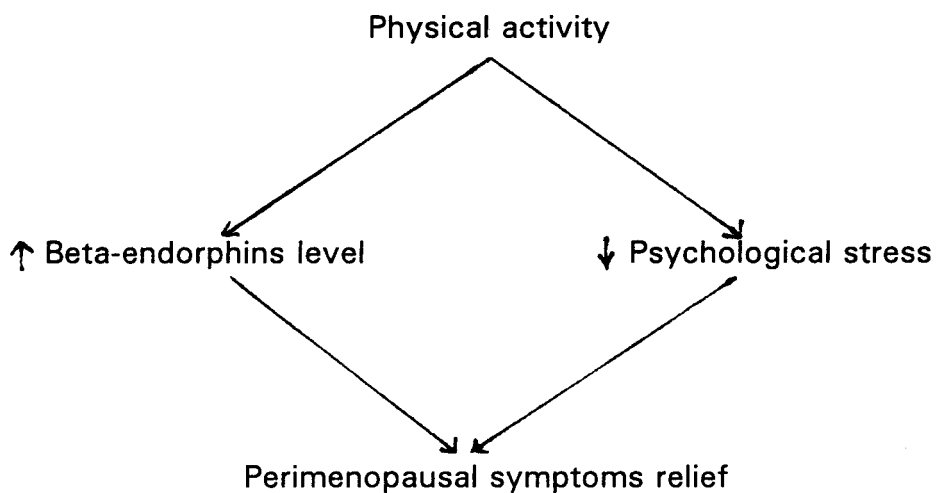 Physical activity
↑ Beta-endorphins level
↓ Psychological stress
Perimenopausal symptoms relief